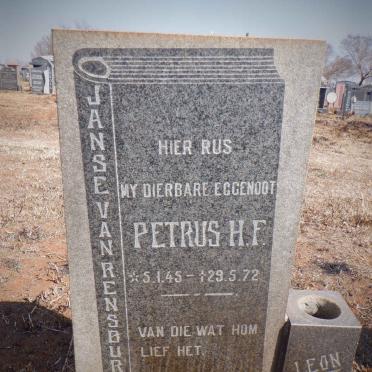 JANSE VAN RENSBUR
HIER RUS
MY DIERBARE EGGENOOT
PETRUS H.F.
*5.1.45 - †29.5.72
VAN DIE WAT HOM
LIEF HET.
LEON